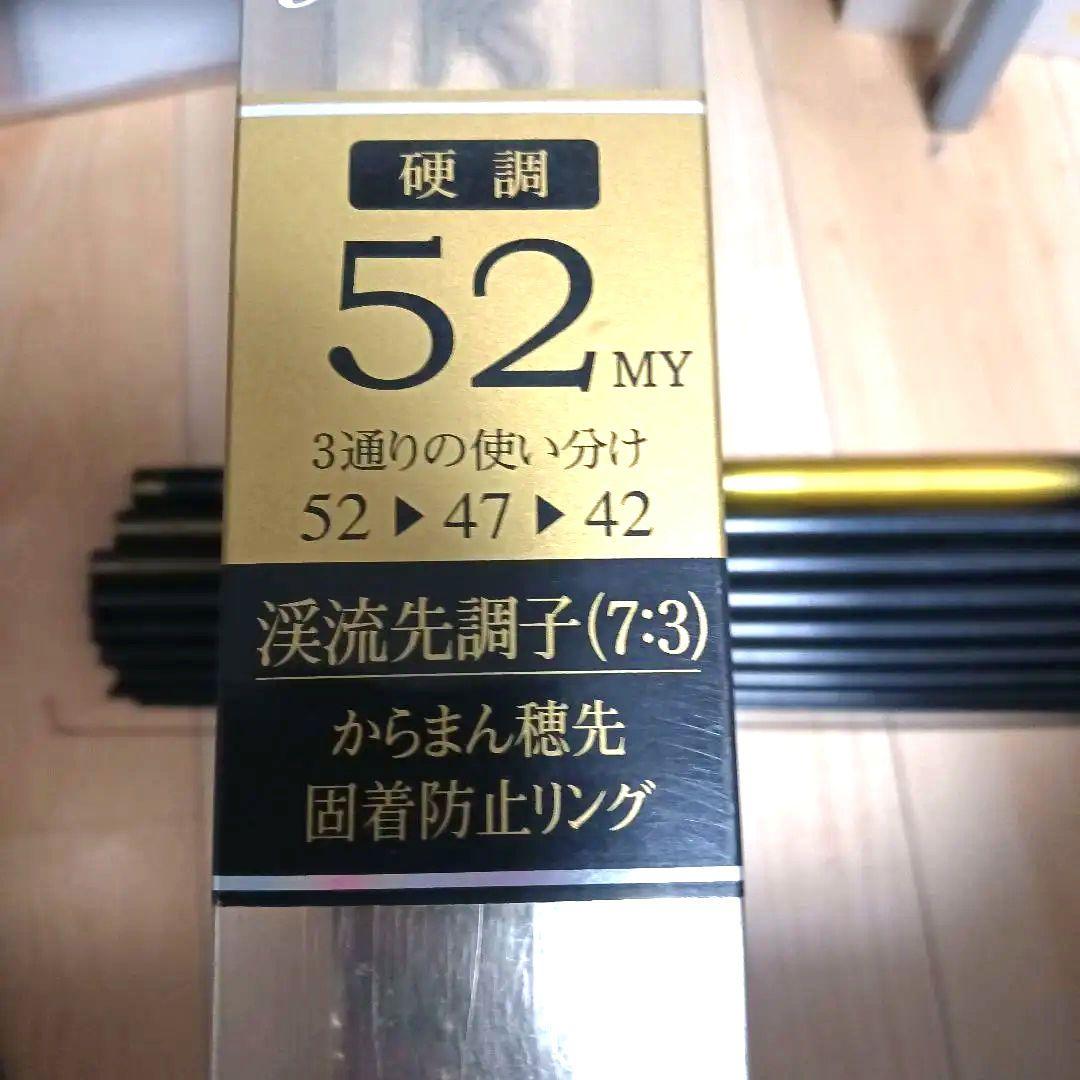 硬調
52 MY
3通りの使い分け
52▶47▶42
渓流先調子(7:3)
からまん穂先
固着防止リング